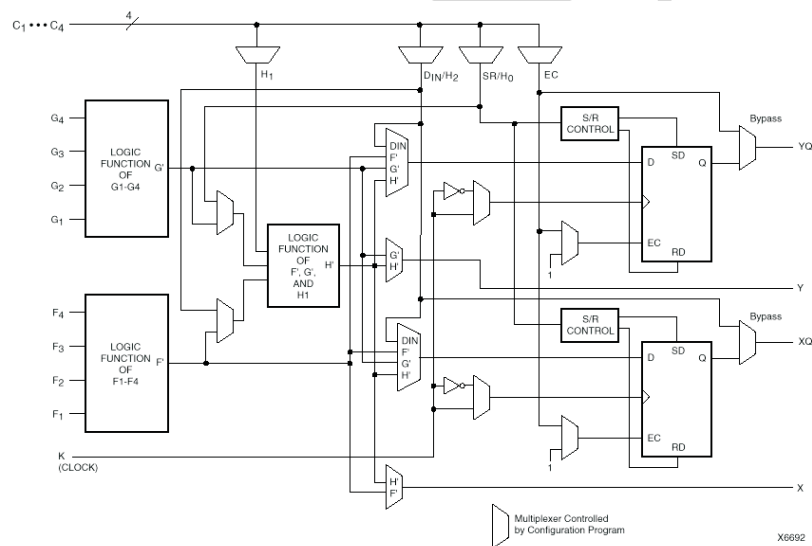 C1 ••• C4
4
H1
DIN/H2
SR/H0
EC
G4
G3
G2
G1
LOGIC
FUNCTION
OF
G1-G4
G'
DIN
F'
G'
H'
S/R
CONTROL
Bypass
D
SD
Q
YQ
EC
RD
1
LOGIC
FUNCTION
OF
F', G',
AND
H1
H'
G'
H'
Y
F4
F3
F2
F1
LOGIC
FUNCTION
OF
F1-F4
F'
DIN
F'
G'
H'
S/R
CONTROL
Bypass
D
SD
Q
XQ
EC
RD
1
K
(CLOCK)
H'
F'
X
Multiplexer Controlled
by Configuration Program
X6692